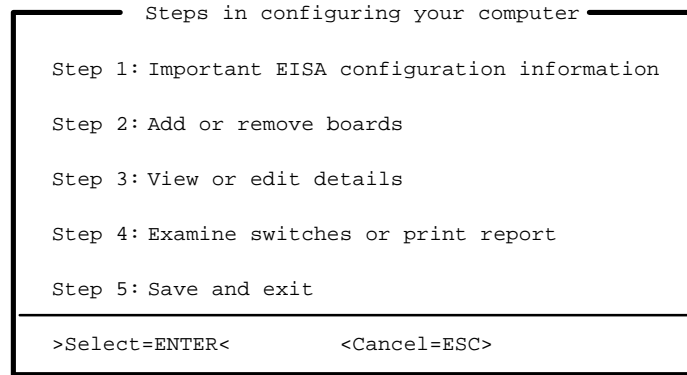 Steps in configuring your computer
Step 1: Important EISA configuration information
Step 2: Add or remove boards
Step 3: View or edit details
Step 4: Examine switches or print report
Step 5: Save and exit
>Select=ENTER< <Cancel=ESC>